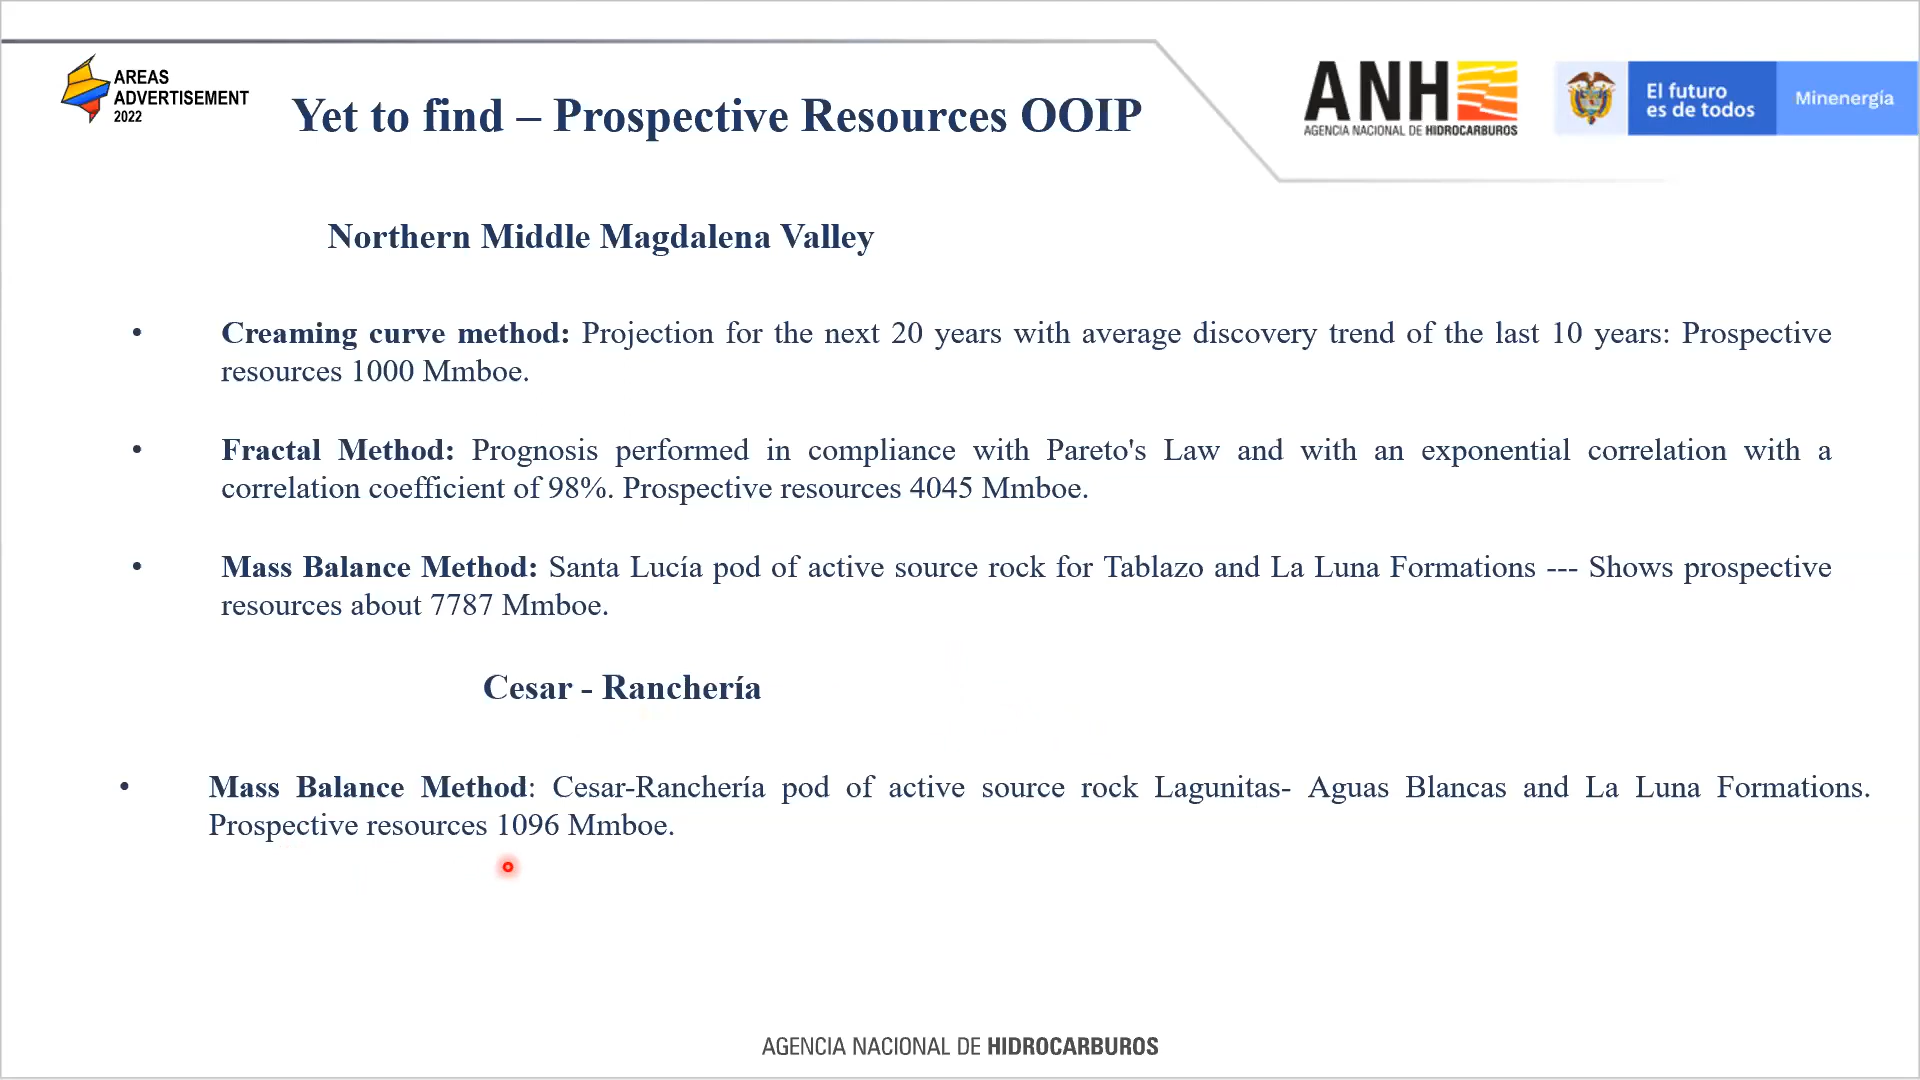 AREAS
ADVERTISEMENT
2022
Yet to find – Prospective Resources OOIP
ANH
AGENCIA NACIONAL DE HIDROCARBUROS
El futuro
es de todos
Minenergía
Northern Middle Magdalena Valley
• Creaming curve method: Projection for the next 20 years with average discovery trend of the last 10 years: Prospective
resources 1000 Mmboe.
• Fractal Method: Prognosis performed in compliance with Pareto's Law and with an exponential correlation with a
correlation coefficient of 98%. Prospective resources 4045 Mmboe.
• Mass Balance Method: Santa Lucía pod of active source rock for Tablazo and La Luna Formations --- Shows prospective
resources about 7787 Mmboe.
Cesar - Ranchería
• Mass Balance Method: Cesar-Ranchería pod of active source rock Lagunitas- Aguas Blancas and La Luna Formations.
Prospective resources 1096 Mmboe.
AGENCIA NACIONAL DE HIDROCARBUROS